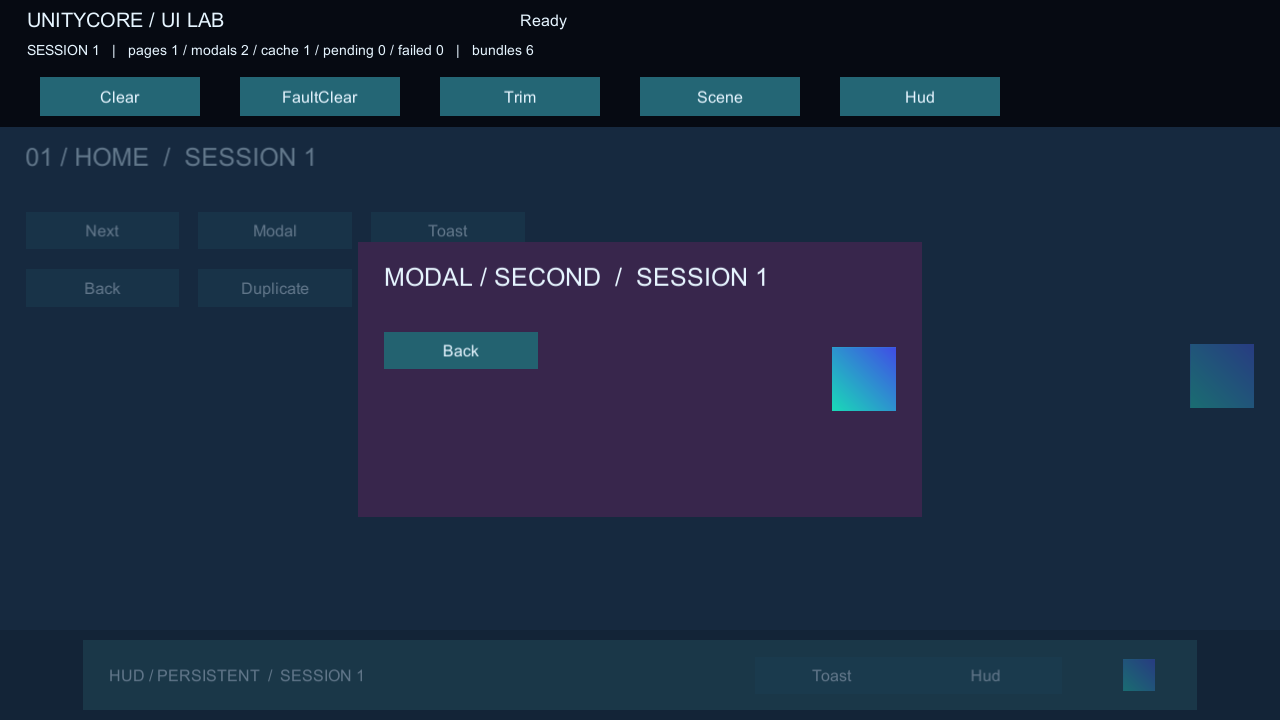 UNITYCORE / UI LAB
Ready
SESSION 1 | pages 1 / modals 2 / cache 1 / pending 0 / failed 0 | bundles 6
Clear
FaultClear
Trim
Scene
Hud
01 / HOME / SESSION 1
Next
Modal
Toast
Back
Duplicate
MODAL / SECOND / SESSION 1
Back
HUD / PERSISTENT / SESSION 1
Toast
Hud